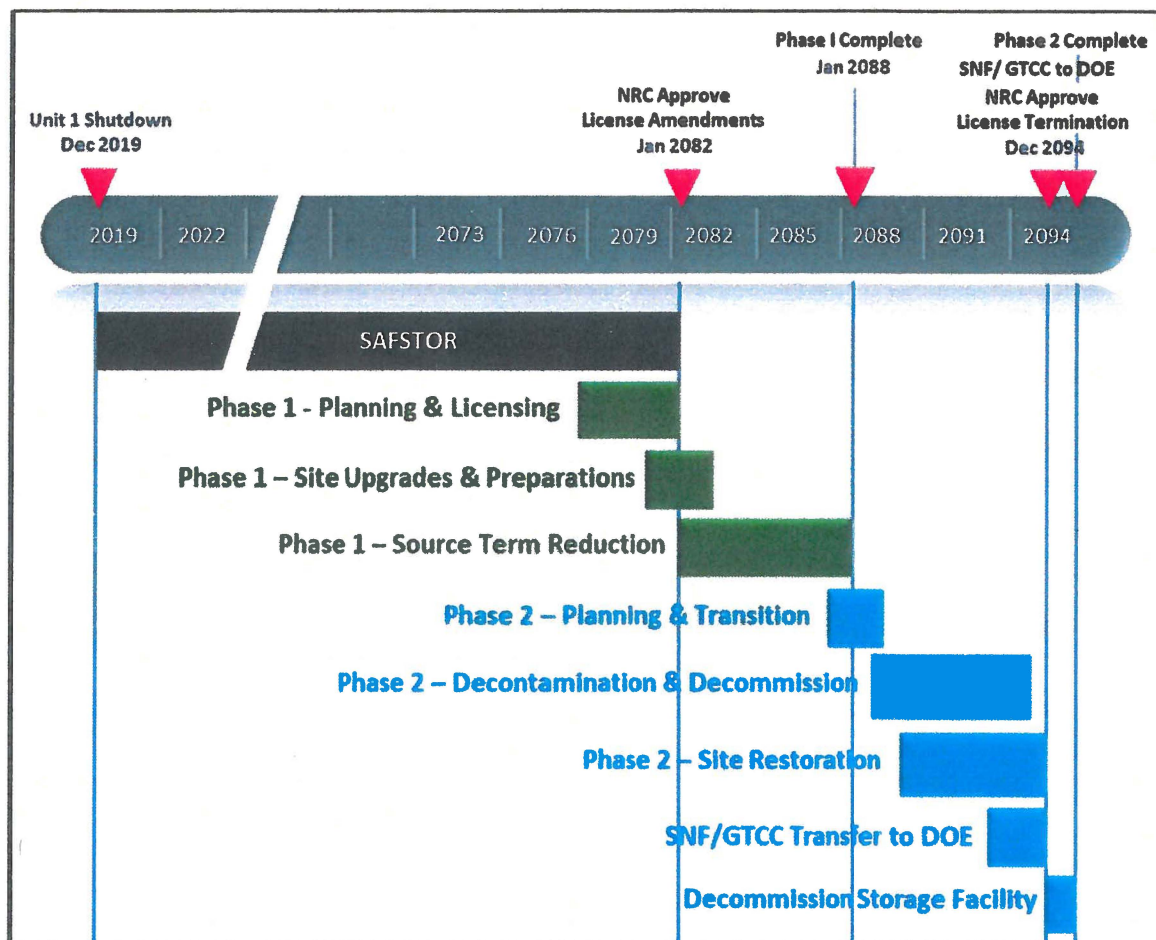 Phase I Complete
Jan 2088
Phase 2 Complete
SNF/ GTCC to DOE
NRC Approve
License Termination
Dec 2094
NRC Approve
License Amendments
Jan 2082
Unit 1 Shutdown
Dec 2019
2019 2022 2073 2076 2079 2082 2085 2088 2091 2094
SAFSTOR
Phase 1 - Planning & Licensing
Phase 1 – Site Upgrades & Preparations
Phase 1 – Source Term Reduction
Phase 2 – Planning & Transition
Phase 2 – Decontamination & Decommission
Phase 2 – Site Restoration
SNF/GTCC Transfer to DOE
Decommission Storage Facility